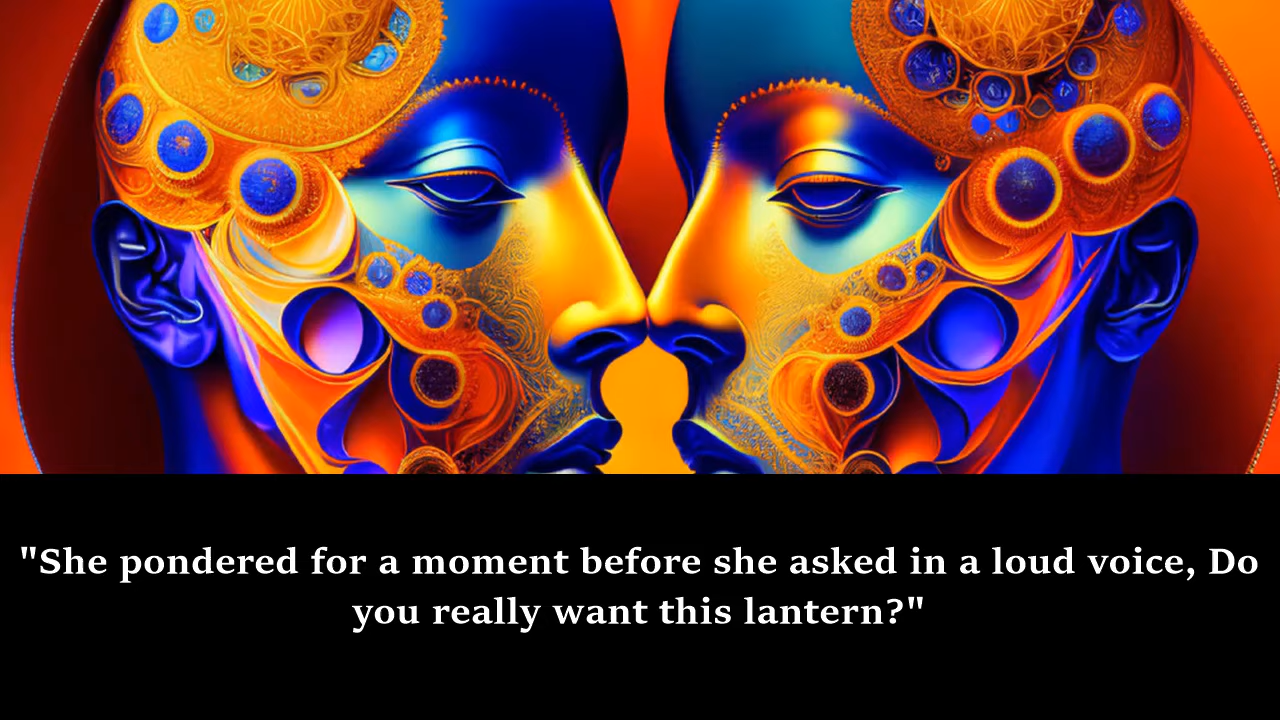 "She pondered for a moment before she asked in a loud voice, Do
you really want this lantern?"